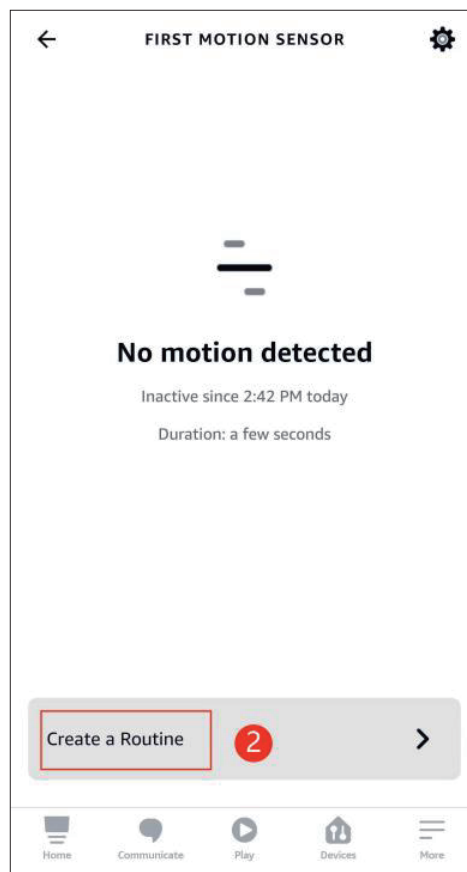 FIRST MOTION SENSOR
No motion detected
Inactive since 2:42 PM today
Duration: a few seconds
Create a Routine 2
Home Communicate Play Devices More